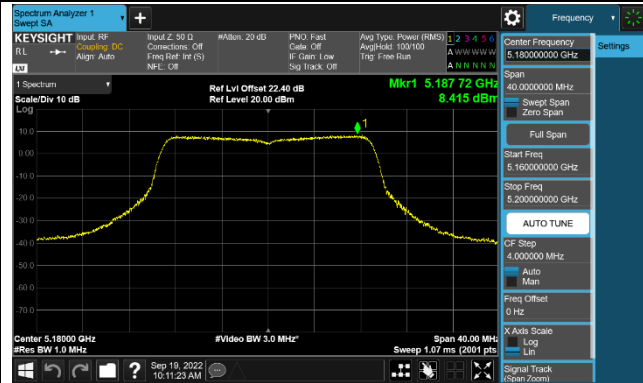 Spectrum Analyzer 1
Swept SA
Frequency
KEYSIGHT
RL
LXI
Input: RF
Coupling: DC
Align: Auto
Input Z: 50 Ω
Corrections: Off
Freq Ref: Int (S)
NFE: Off
#Atten: 20 dB
PNO: Fast
Gate: Off
IF Gain: Low
Sig Track: Off
Avg Type: Power (RMS)
Avg|Hold: 100/100
Trig: Free Run
1 2 3 4 5 6
A W W W W W
A N N N N N
1 Spectrum
Scale/Div 10 dB
Log
Ref Lvl Offset 22.40 dB
Ref Level 20.00 dBm
Mkr1 5.187 72 GHz
8.415 dBm
1
10.0
0.00
-10.0
-20.0
-30.0
-40.0
-50.0
-60.0
-70.0
Center 5.18000 GHz
#Res BW 1.0 MHz
#Video BW 3.0 MHz*
Span 40.00 MHz
Sweep 1.07 ms (2001 pts)
Sep 19, 2022
10:11:23 AM
Center Frequency
5.180000000 GHz
Span
40.0000000 MHz
Swept Span
Zero Span
Full Span
Start Freq
5.160000000 GHz
Stop Freq
5.200000000 GHz
AUTO TUNE
CF Step
4.000000 MHz
Auto
Man
Freq Offset
0 Hz
X Axis Scale
Log
Lin
Signal Track
(Span Zoom)
Settings